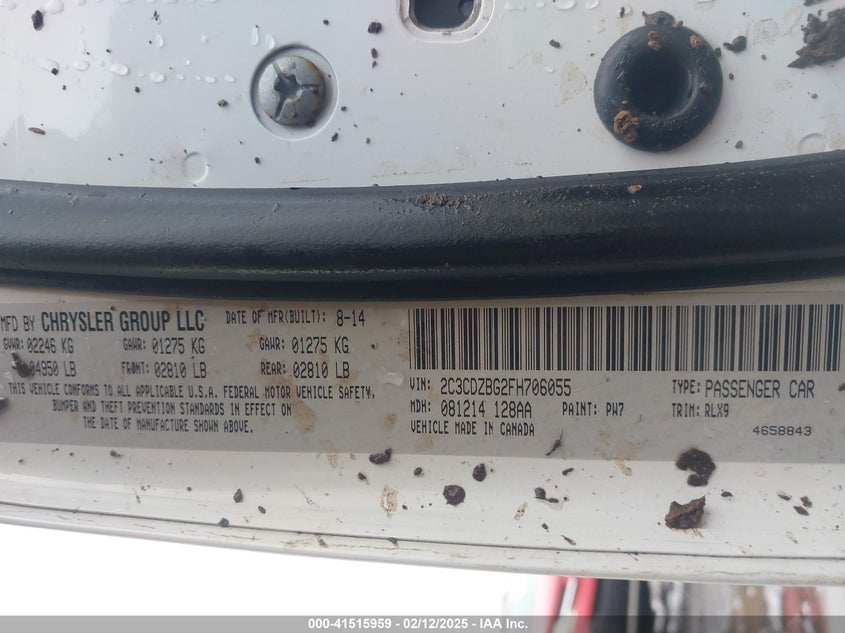 MFD BY CHRYSLER GROUP LLC DATE OF MFR(BUILT): 8-14
GVWR: 02246 KG GAWR: 01275 KG GAWR: 01275 KG
04950 LB FRONT: 02810 LB REAR: 02810 LB
THIS VEHICLE CONFORMS TO ALL APPLICABLE U.S.A. FEDERAL MOTOR VEHICLE SAFETY,
BUMPER AND THEFT PREVENTION STANDARDS IN EFFECT ON
THE DATE OF MANUFACTURE SHOWN ABOVE.
VIN: 2C3CDZBG2FH706055 TYPE: PASSENGER CAR
MDH: 081214 128AA PAINT: PW7 TRIM: RLX9
VEHICLE MADE IN CANADA 4658843
000-41515959 - 02/12/2025 - IAA Inc.